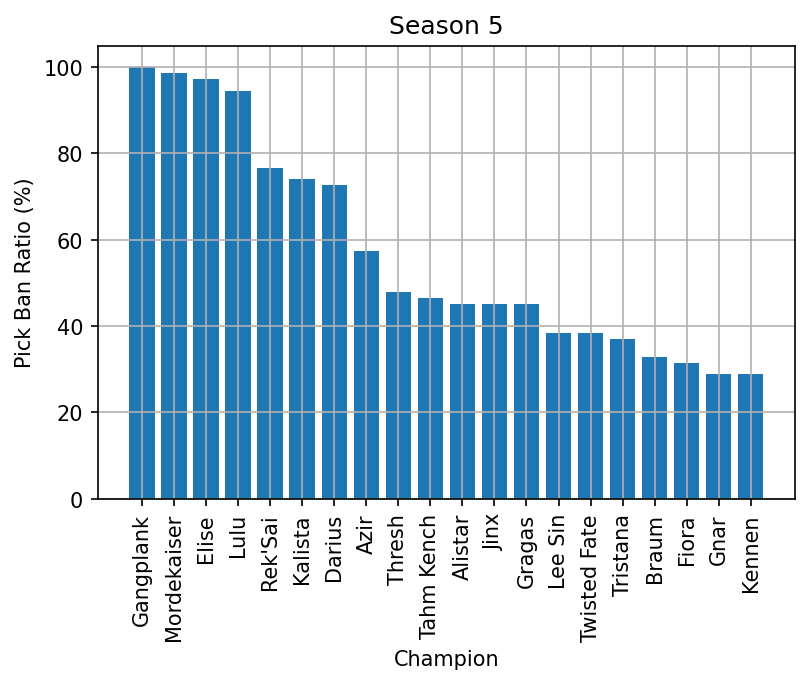 Season 5
Pick Ban Ratio (%)
100
80
60
40
20
0
Gangplank
Mordekaiser
Elise
Lulu
Rek'Sai
Kalista
Darius
Azir
Thresh
Tahm Kench
Alistar
Jinx
Gragas
Lee Sin
Twisted Fate
Tristana
Braum
Fiora
Gnar
Kennen
Champion